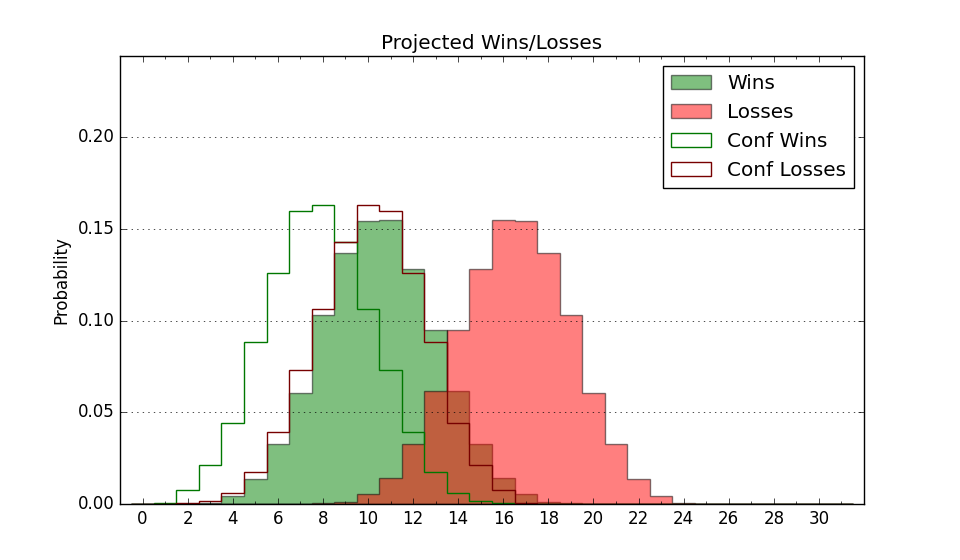 Projected Wins/Losses
Wins
Losses
Conf Wins
Conf Losses
Probability
0.20
0.15
0.10
0.05
0.00
0 2 4 6 8 10 12 14 16 18 20 22 24 26 28 30